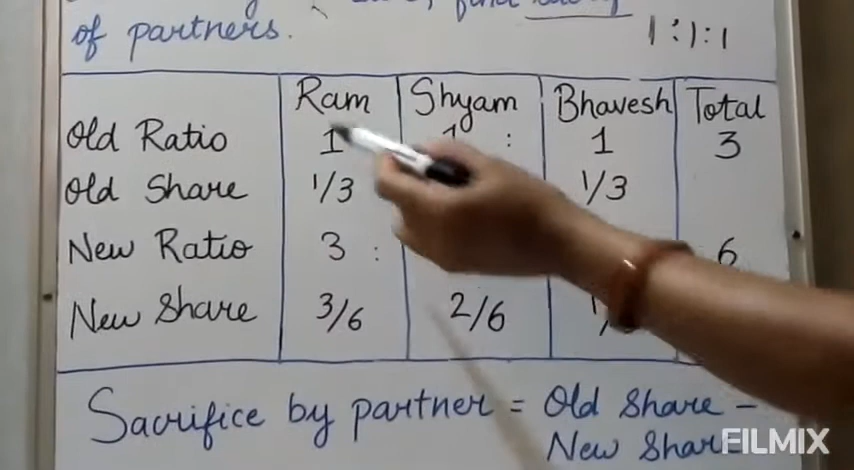 of partners.
1:1:1
Ram Shyam Bhavesh Total
Old Ratio 1 1 : 1 3
Old Share 1/3 1/3
New Ratio 3 : 6
New Share 3/6 2/6
Sacrifice by partner = Old Share -
New Share
FILMIX